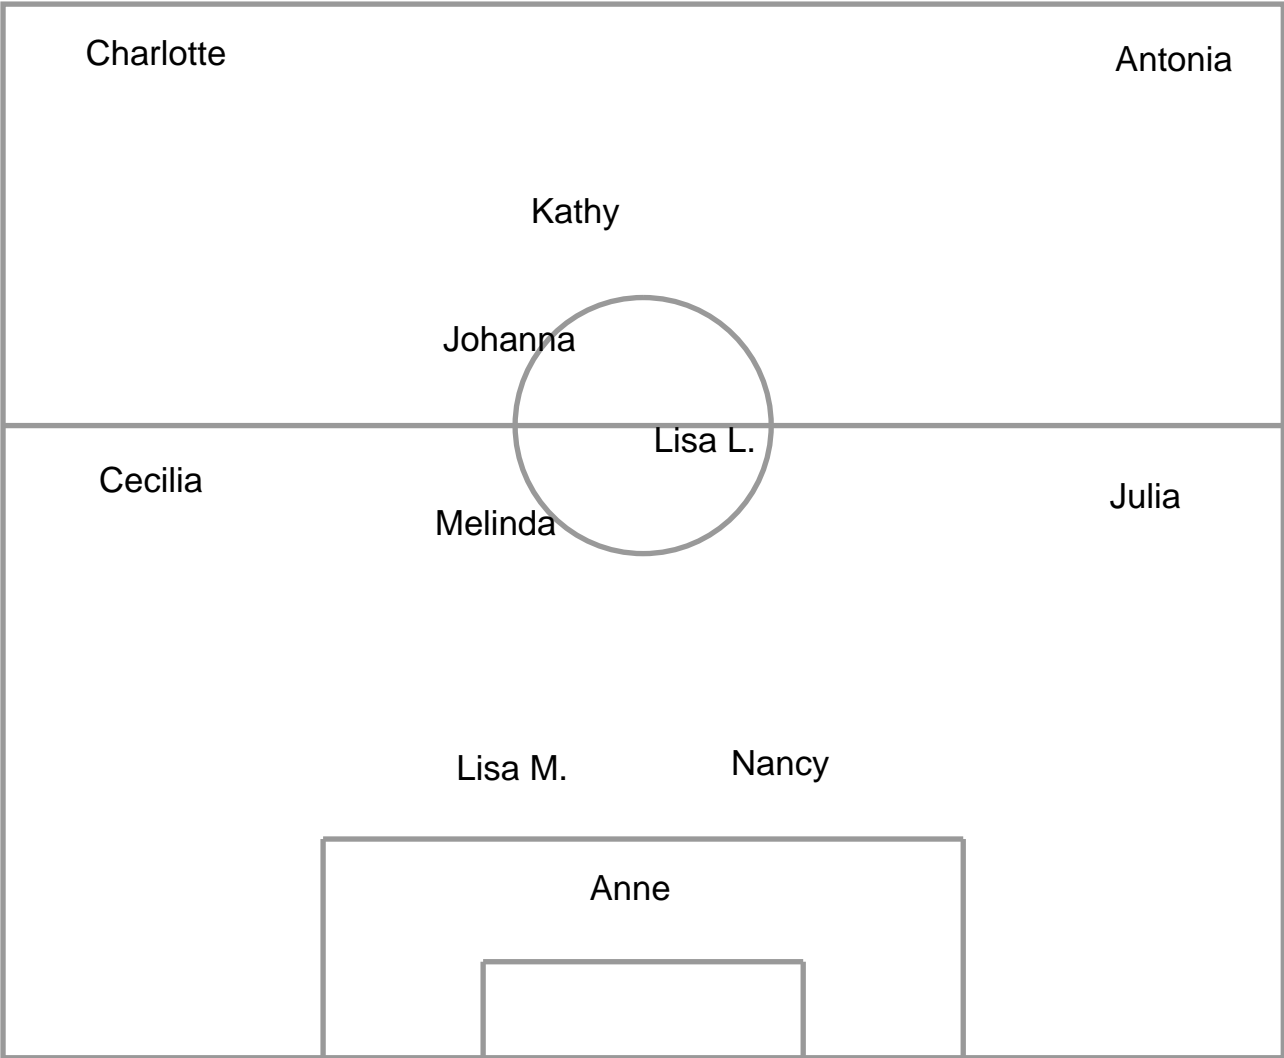 Charlotte
Antonia
Kathy
Johanna
Lisa L.
Cecilia
Julia
Melinda
Lisa M.
Nancy
Anne